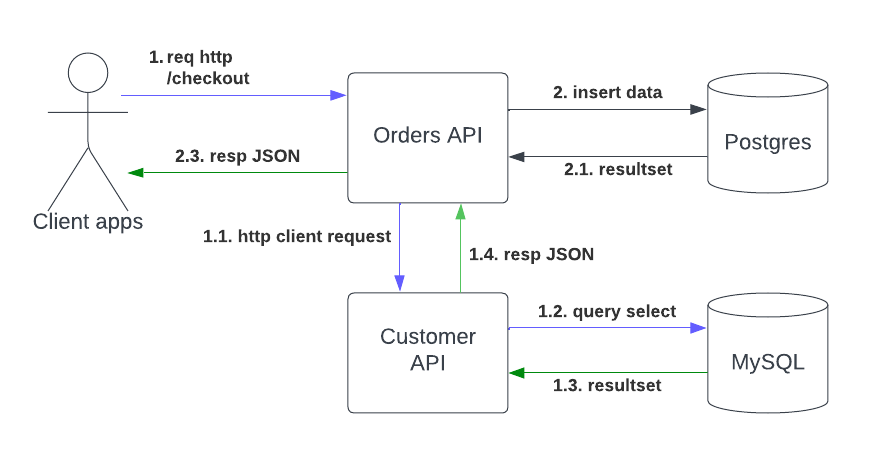 1. req http
/checkout
2. insert data
Orders API
Postgres
2.3. resp JSON
2.1. resultset
Client apps
1.1. http client request
1.4. resp JSON
1.2. query select
Customer
API
MySQL
1.3. resultset